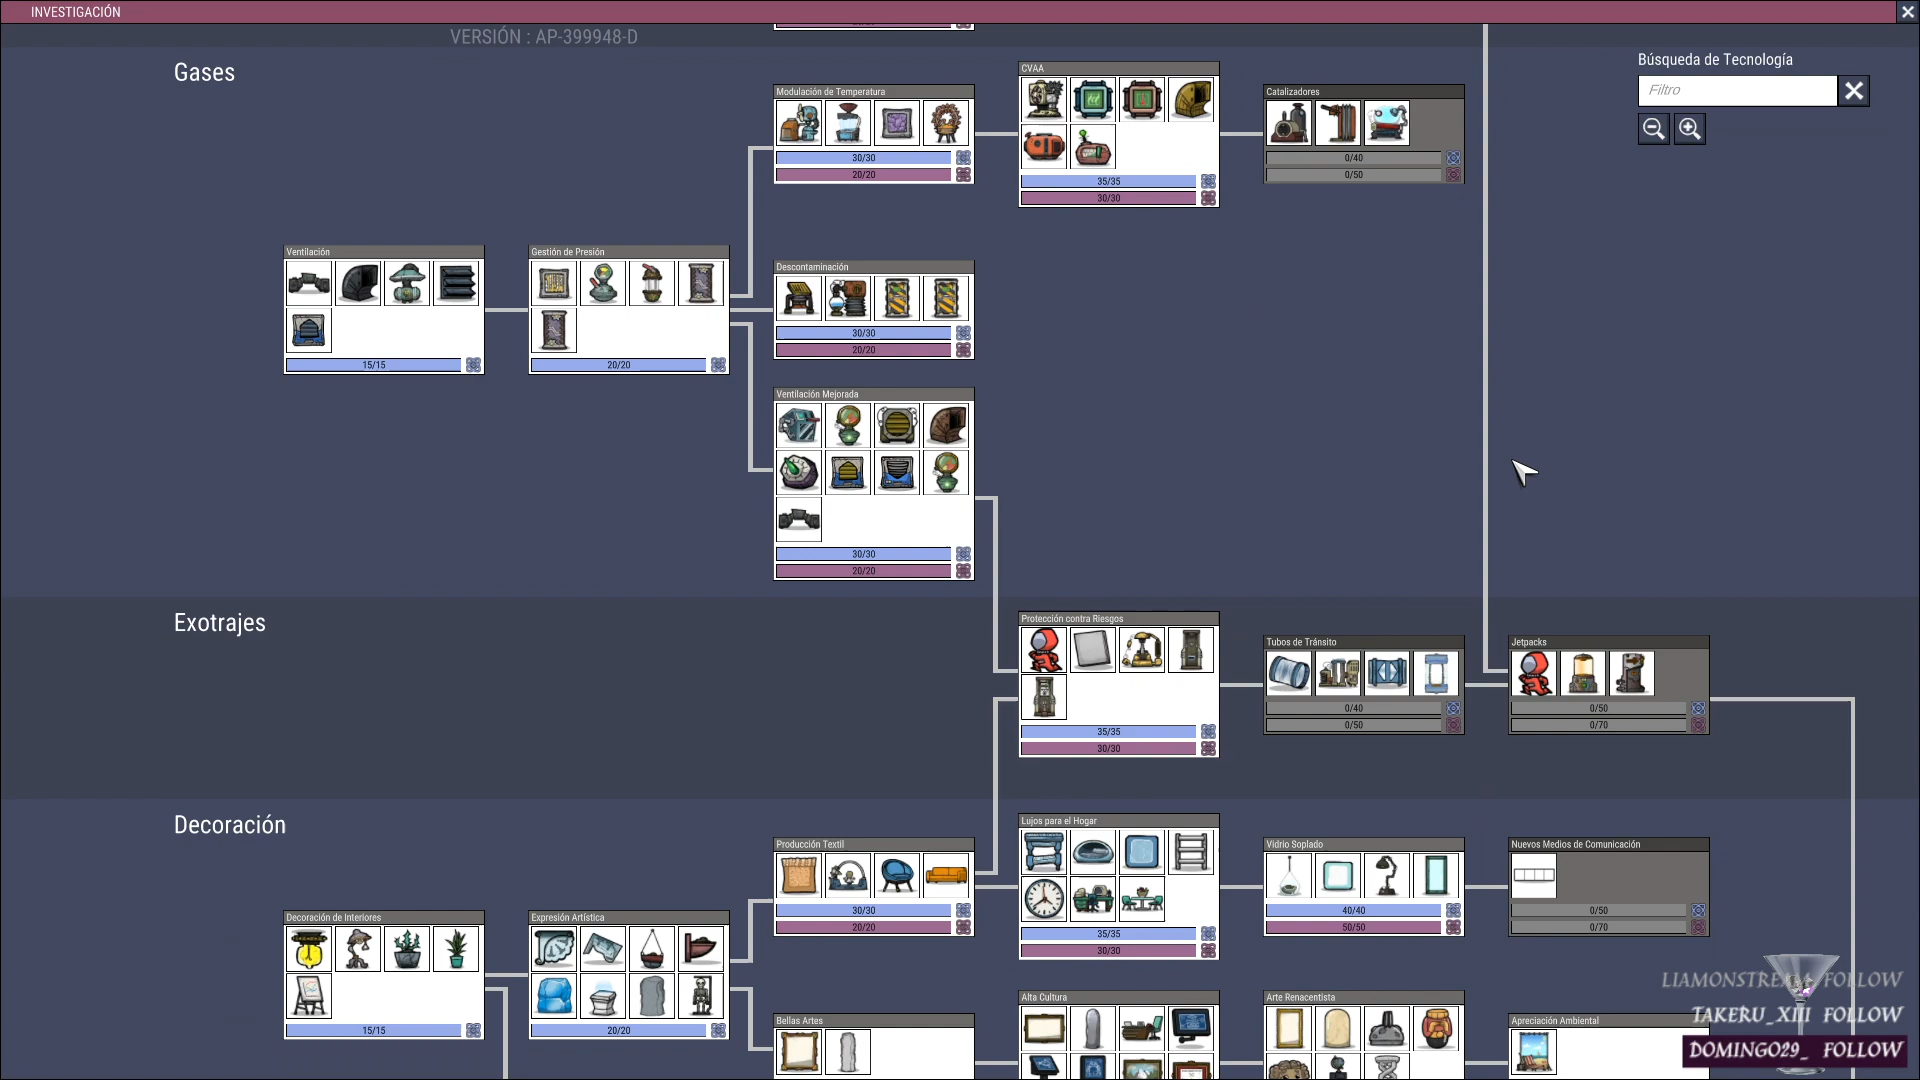 INVESTIGACIÓN
VERSIÓN : AP-399948-D
Gases
Búsqueda de Tecnología
Filtro
Modulación de Temperatura
30/30
20/20
CVAA
35/35
30/30
Catalizadores
0/40
0/50
Ventilación
15/15
Gestión de Presión
20/20
Descontaminación
30/30
20/20
Ventilación Mejorada
30/30
20/20
Exotrajes
Protección contra Riesgos
35/35
30/30
Tubos de Tránsito
0/40
0/50
Jetpacks
0/50
0/70
Decoración
Producción Textil
30/30
20/20
Lujos para el Hogar
35/35
30/30
Vidrio Soplado
40/40
50/50
Nuevos Medios de Comunicación
0/50
0/70
Decoración de Interiores
15/15
Expresión Artística
20/20
Bellas Artes
Alta Cultura
Arte Renacentista
Apreciación Ambiental
LIAMONSTREAM FOLLOW
TAKERU_XIII FOLLOW
DOMINGO29_ FOLLOW